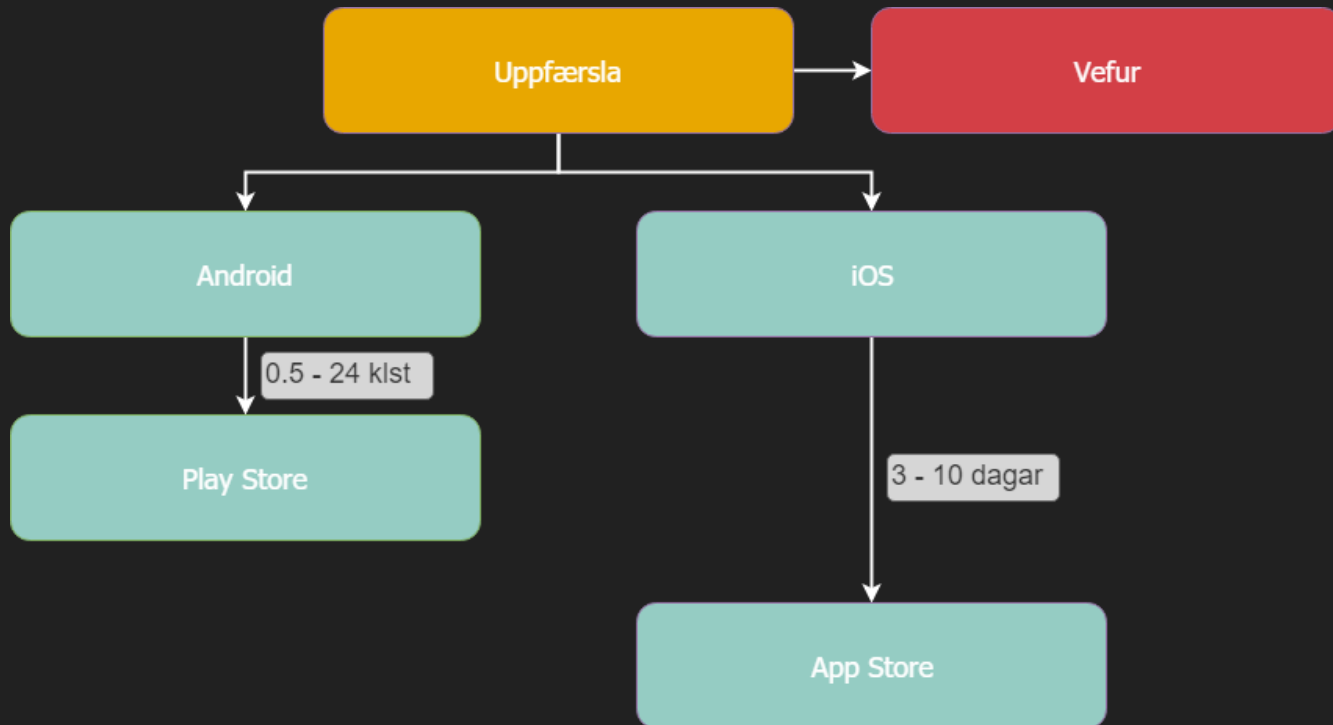 Uppfærsla
Vefur
Android
iOS
0.5 - 24 klst
Play Store
3 - 10 dagar
App Store